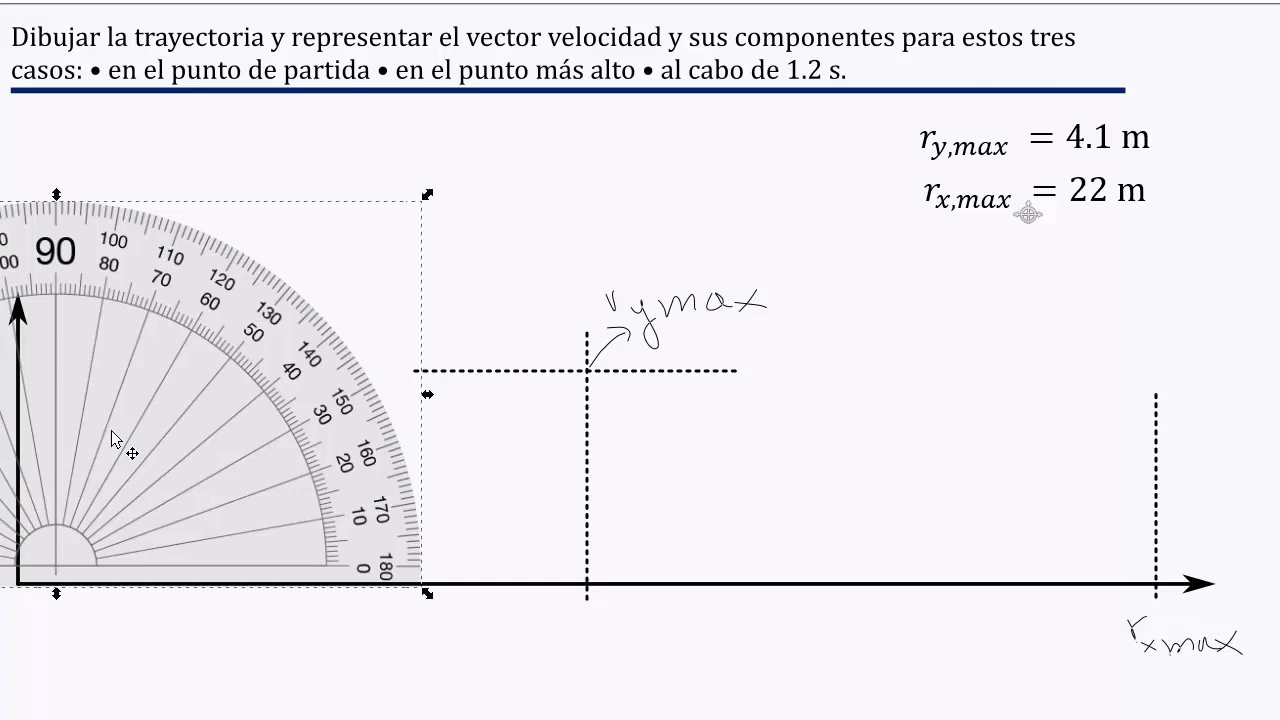 Dibujar la trayectoria y representar el vector velocidad y sus componentes para estos tres
casos: • en el punto de partida • en el punto más alto • al cabo de 1.2 s.
r_{y,max} = 4.1 m
r_{x,max} = 22 m
90 100 110 120 130 140 150 160 170 180
80 70 60 50 40 30 20 10 0
r y max
r x max